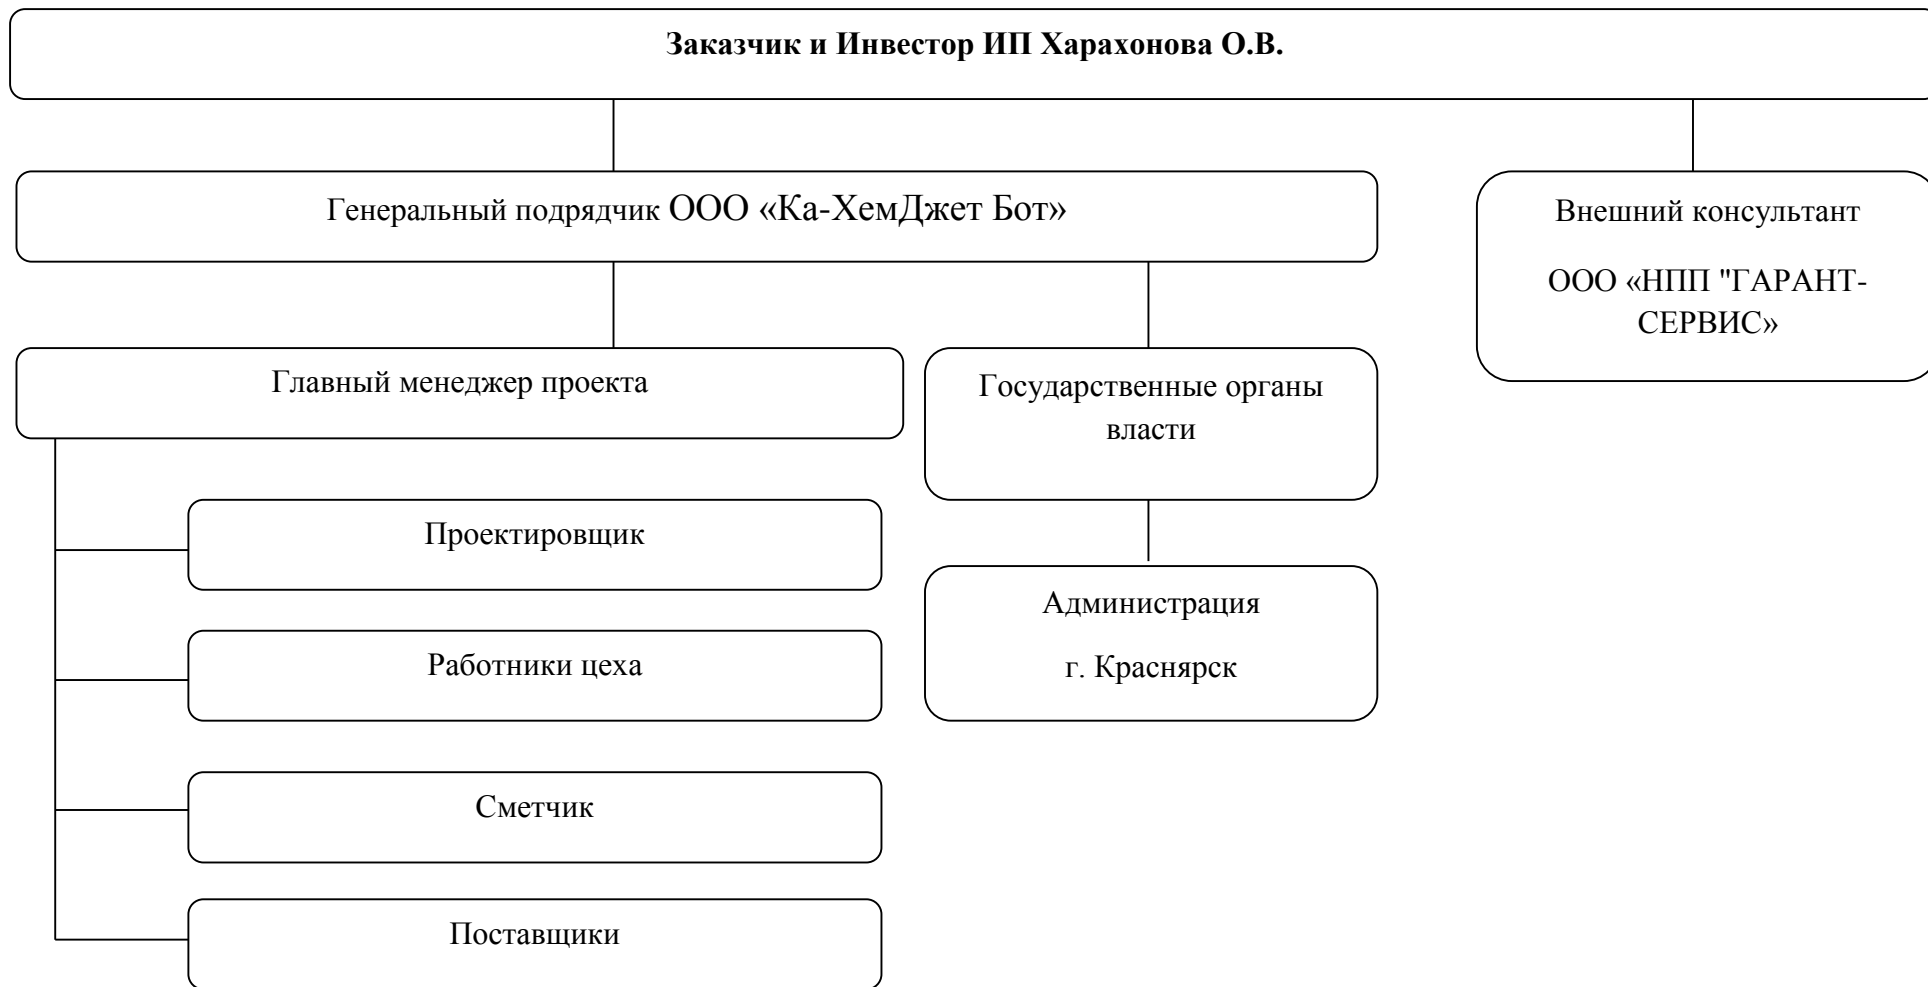 Заказчик и Инвестор ИП Харахонова О.В.
Генеральный подрядчик ООО «Ка-ХемДжет Бот»
Внешний консультант
ООО «НПП "ГАРАНТ-
СЕРВИС»
Главный менеджер проекта
Государственные органы
власти
Проектировщик
Работники цеха
Сметчик
Поставщики
Администрация
г. Краснярск